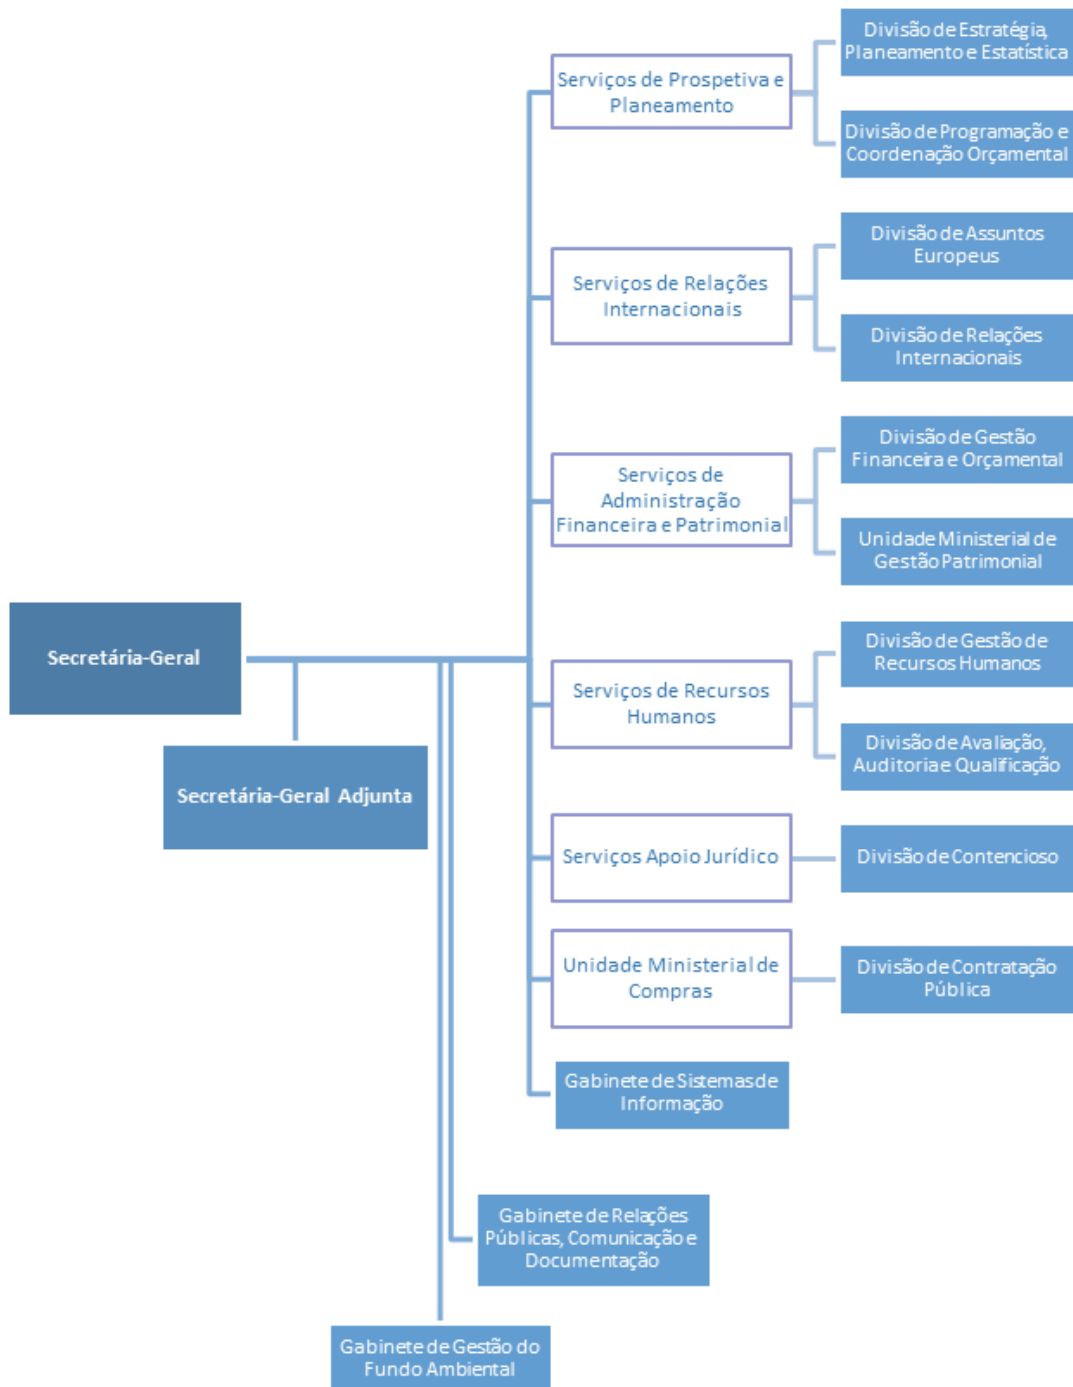 Divisão de Estratégia,
Planeamento e Estatística
Serviços de Prospetiva e
Planeamento
Divisão de Programação e
Coordenação Orçamental
Divisão de Assuntos
Europeus
Serviços de Relações
Internacionais
Divisão de Relações
Internacionais
Divisão de Gestão
Financeira e Orçamental
Serviços de
Administração
Financeira e Patrimonial
Unidade Ministerial de
Gestão Patrimonial
Secretária-Geral
Divisão de Gestão de
Recursos Humanos
Serviços de Recursos
Humanos
Divisão de Avaliação,
Auditoria e Qualificação
Secretária-Geral Adjunta
Serviços Apoio Jurídico
Divisão de Contencioso
Unidade Ministerial de
Compras
Divisão de Contratação
Pública
Gabinete de Sistemas de
Informação
Gabinete de Relações
Públicas, Comunicação e
Documentação
Gabinete de Gestão do
Fundo Ambiental